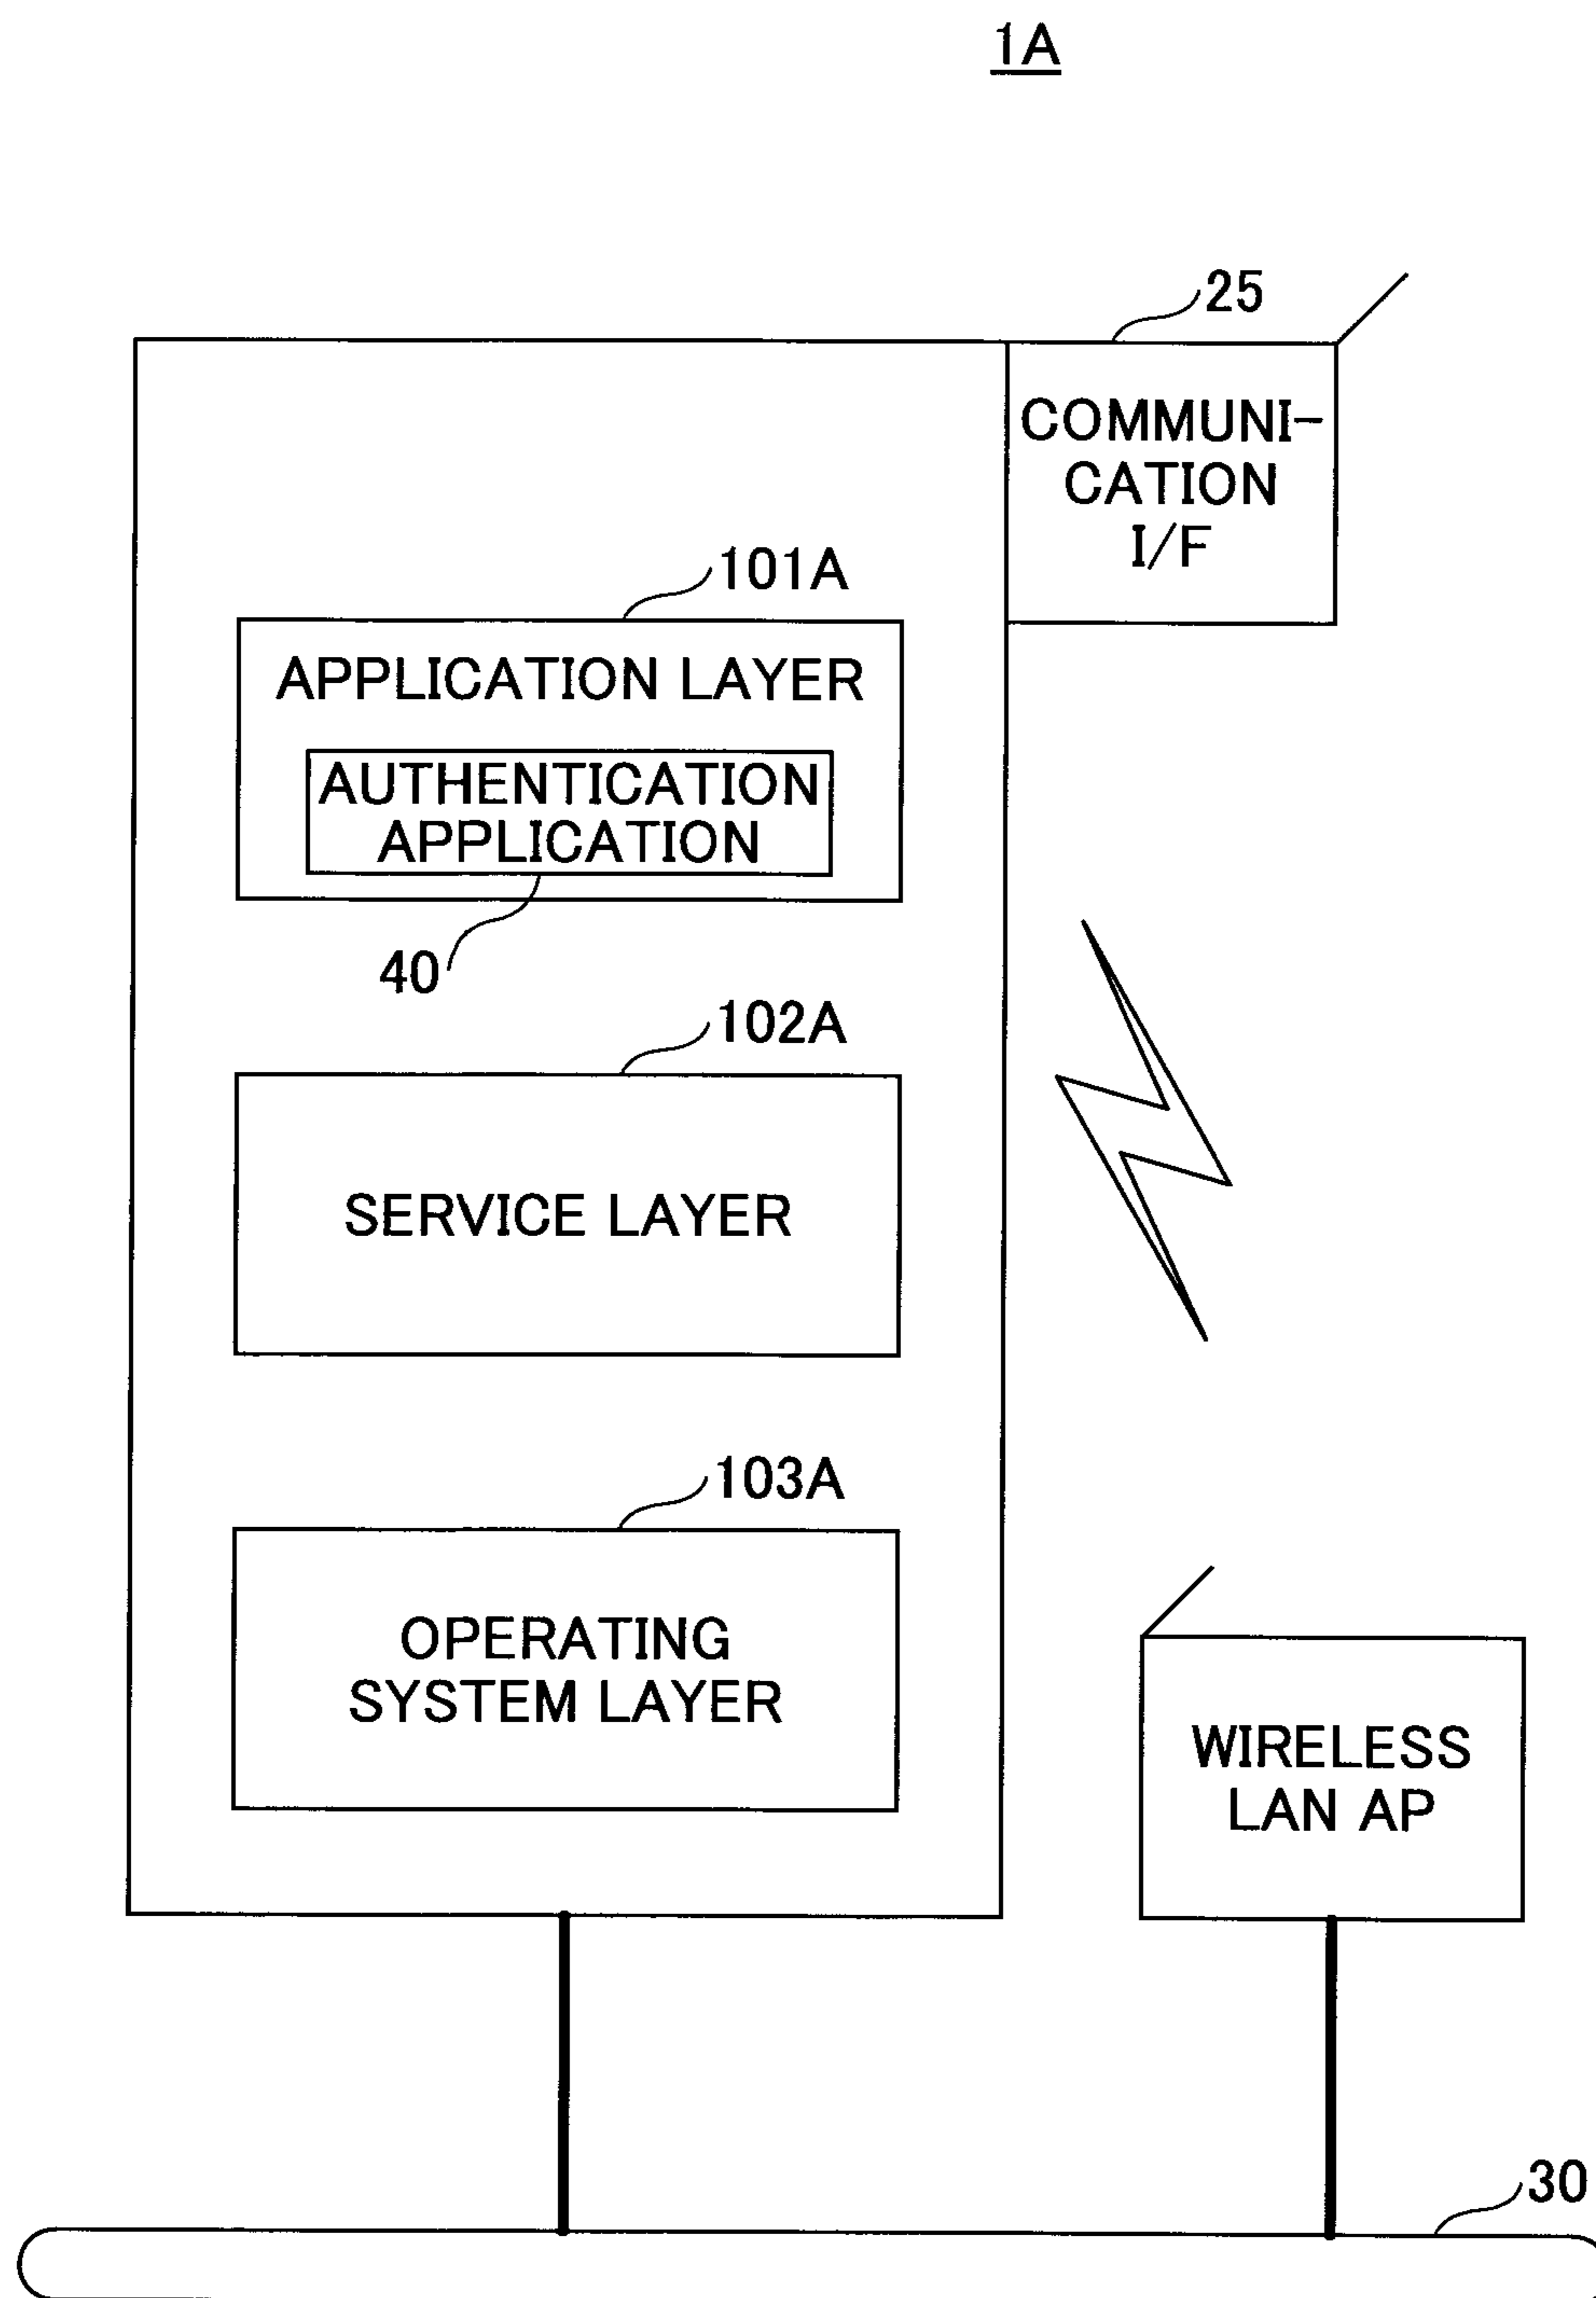 1A
25
COMMUNI-
CATION
I/F
101A
APPLICATION LAYER
AUTHENTICATION
APPLICATION
40
102A
SERVICE LAYER
103A
OPERATING
SYSTEM LAYER
WIRELESS
LAN AP
30